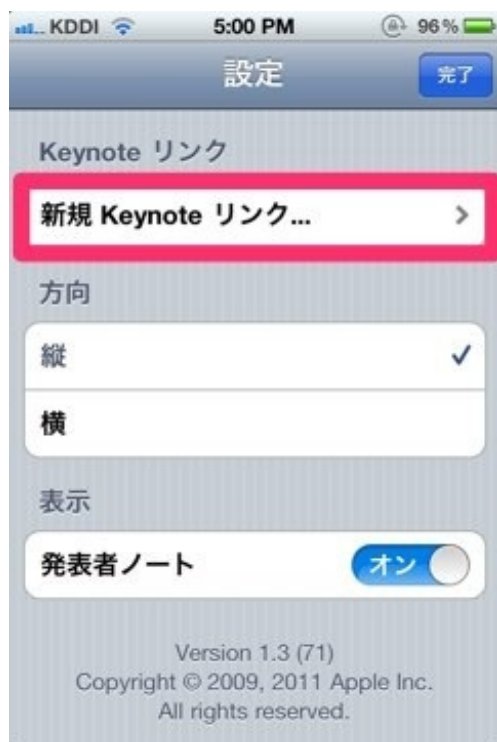 KDDI 5:00 PM 96%
設定 完了
Keynote リンク
新規 Keynote リンク...
方向
縦
横
表示
発表者ノート オン
Version 1.3 (71)
Copyright © 2009, 2011 Apple Inc.
All rights reserved.